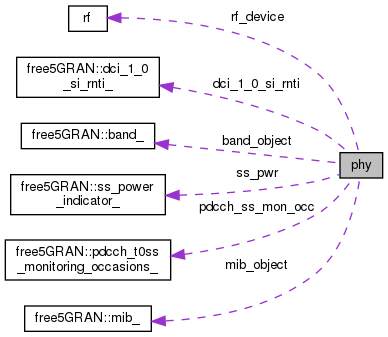 rf
rf_device
free5GRAN::dci_1_0
_si_rnti_
dci_1_0_si_rnti
free5GRAN::band_
band_object
phy
free5GRAN::ss_power
_indicator_
ss_pwr
pdcch_ss_mon_occ
free5GRAN::pdcch_t0ss
_monitoring_occasions_
mib_object
free5GRAN::mib_